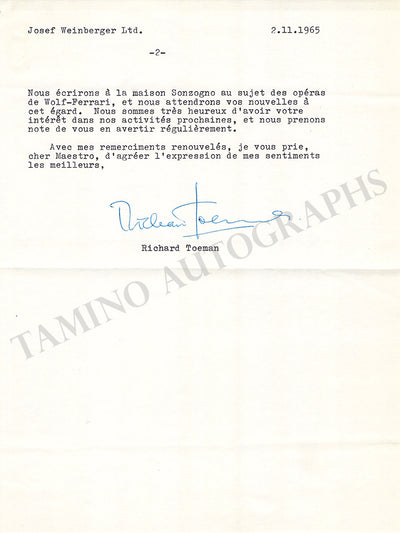 Josef Weinberger Ltd. 2.11.1965
-2-
Nous écrirons à la maison Sonzogno au sujet des opéras
de Wolf-Ferrari, et nous attendrons vos nouvelles à
cet égard. Nous sommes très heureux d'avoir votre
intérêt dans nos activités prochaines, et nous prenons
note de vous en avertir régulièrement.
Avec mes remerciments renouvelés, je vous prie,
cher Maestro, d'agréer l'expression de mes sentiments
les meilleurs,
Richard Toeman
Richard Toeman
TAMINO AUTOGRAPHS